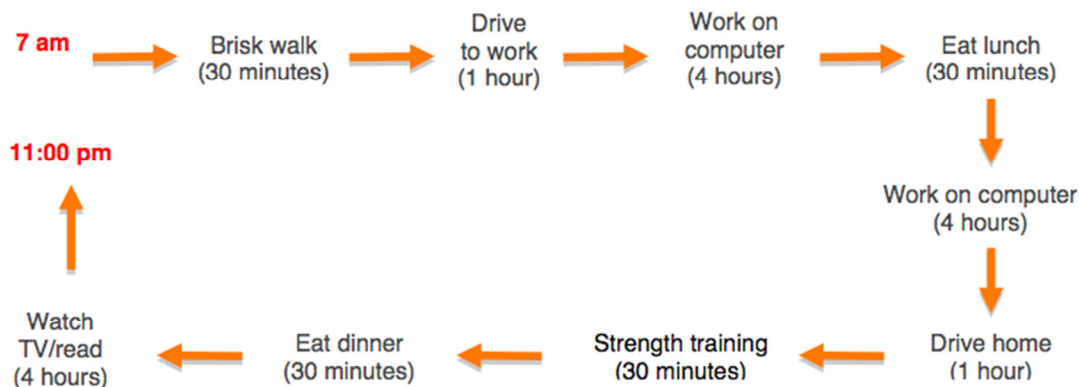 7 am
Brisk walk
(30 minutes)
Drive
to work
(1 hour)
Work on
computer
(4 hours)
Eat lunch
(30 minutes)
Work on computer
(4 hours)
Drive home
(1 hour)
Strength training
(30 minutes)
Eat dinner
(30 minutes)
Watch
TV/read
(4 hours)
11:00 pm